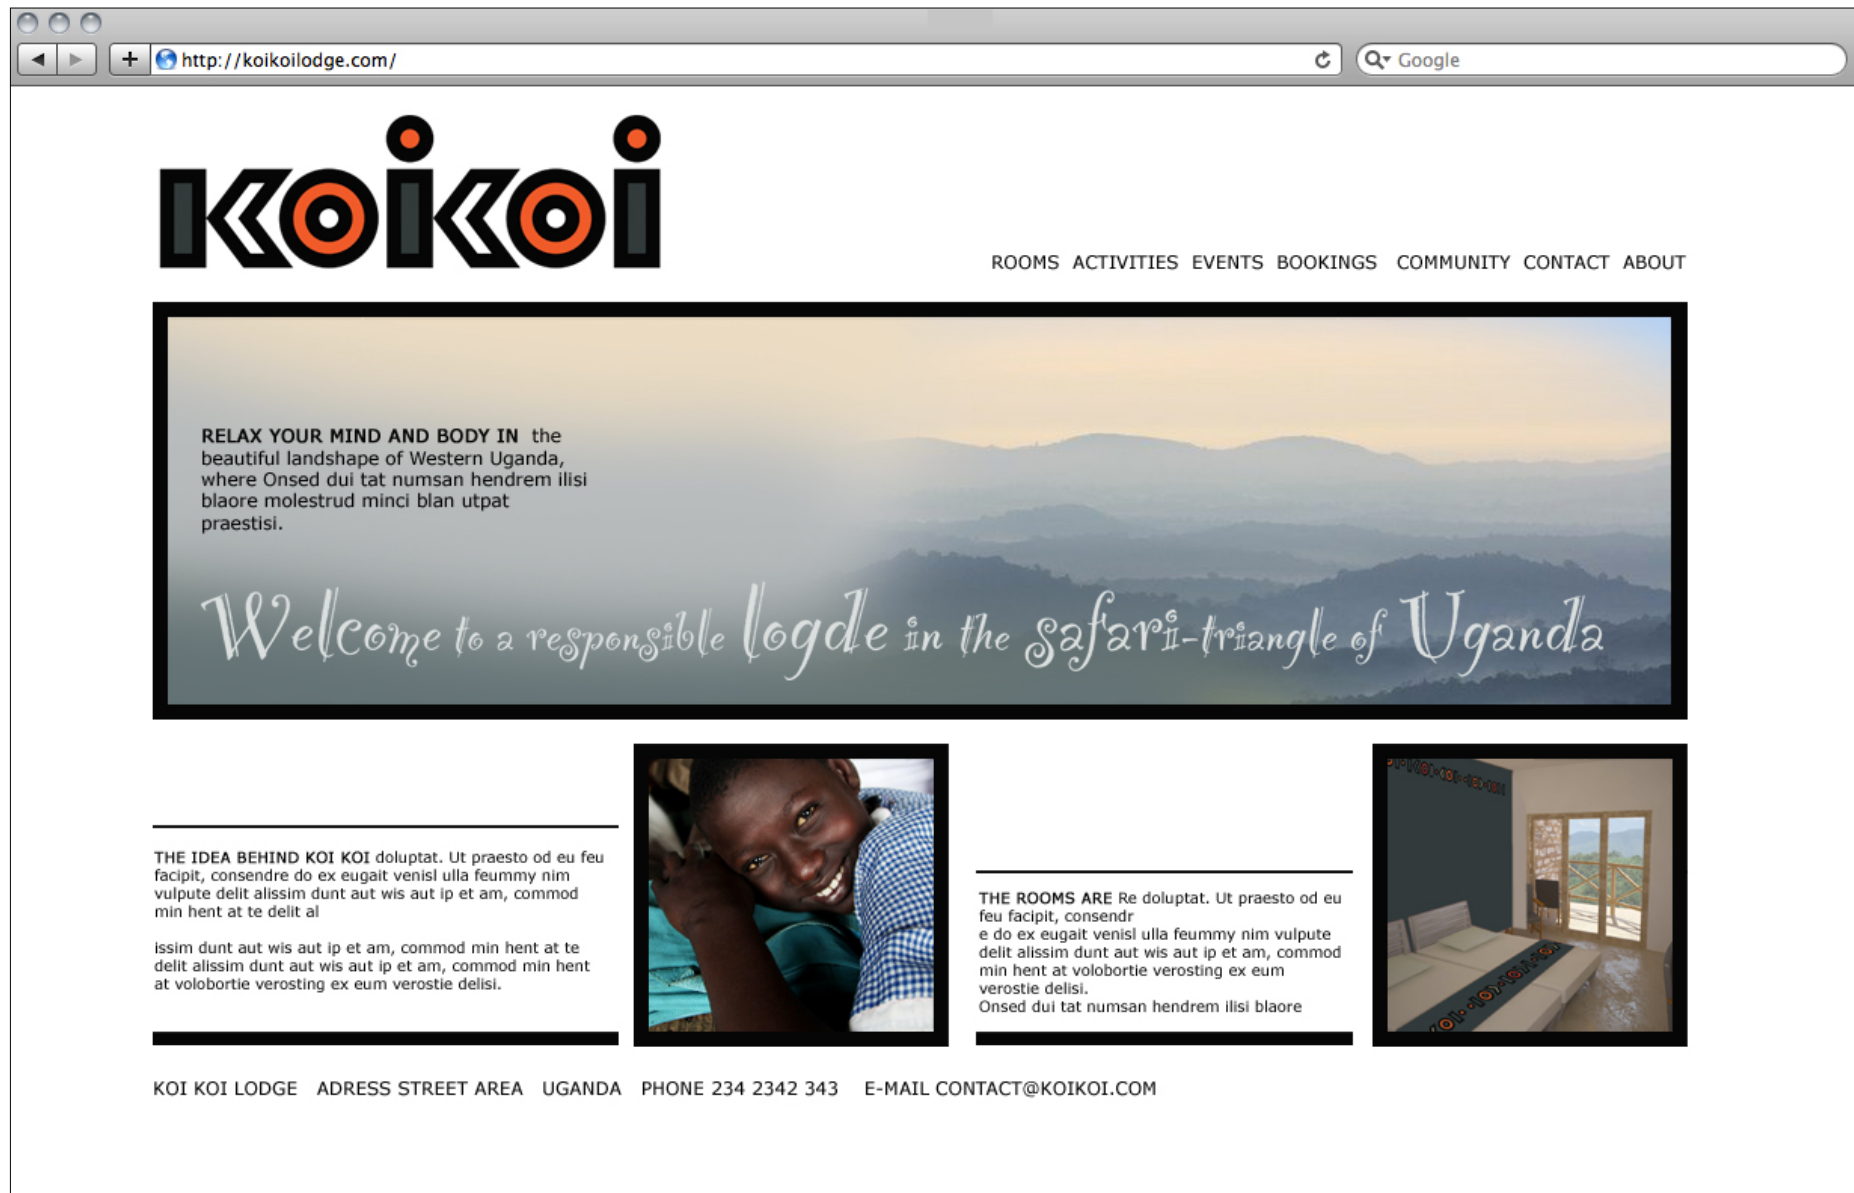 http://koikoilodge.com/
Google
KOIKOI
ROOMS ACTIVITIES EVENTS BOOKINGS COMMUNITY CONTACT ABOUT
RELAX YOUR MIND AND BODY IN the
beautiful landshape of Western Uganda,
where Onsed dui tat numsan hendrem ilisi
blaore molestrud minci blan utpat
praestisi.
Welcome to a responsible logde in the safari-triangle of Uganda
THE IDEA BEHIND KOI KOI doluptat. Ut praesto od eu feu
facipit, consendre do ex eugait venisl ulla feummy nim
vulpute delit alissim dunt aut wis aut ip et am, commod
min hent at te delit al
issim dunt aut wis aut ip et am, commod min hent at te
delit alissim dunt aut wis aut ip et am, commod min hent
at volobortie verosting ex eum verostie delisi.
THE ROOMS ARE Re doluptat. Ut praesto od eu
feu facipit, consendr
e do ex eugait venisl ulla feummy nim vulpute
delit alissim dunt aut wis aut ip et am, commod
min hent at volobortie verosting ex eum
verostie delisi.
Onsed dui tat numsan hendrem ilisi blaore
KOI KOI LODGE ADRESS STREET AREA UGANDA PHONE 234 2342 343 E-MAIL CONTACT@KOIKOI.COM